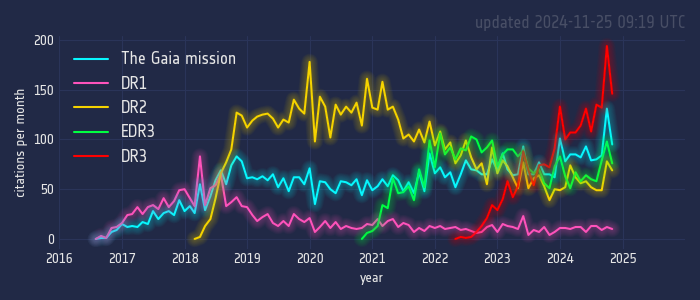 updated 2024-11-25 09:19 UTC
200
150
100
50
0
citations per month
The Gaia mission
DR1
DR2
EDR3
DR3
2016 2017 2018 2019 2020 2021 2022 2023 2024 2025
year